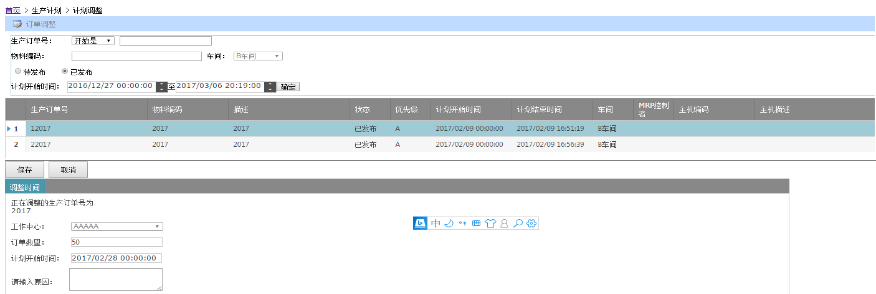 首页 > 生产计划 > 计划调整
订单调整
生产订单号： 开始是
物料编码： 车间： B车间
待发布 已发布
计划开始时间： 2016/12/27 00:00:00 至 2017/03/06 20:19:00 确定
生产订单号 物料编码 描述 状态 优先级 计划开始时间 计划结束时间 车间 MRP控制者 主机编码 主机描述
1 12017 2017 2017 已发布 A 2017/02/09 00:00:00 2017/02/09 16:51:19 B车间
2 22017 2017 2017 已发布 A 2017/02/09 00:00:00 2017/02/09 16:56:39 B车间
保存 取消
调整时间
正在调整的生产订单号为:
2017
工作中心： AAAAA
中
订单数量： 50
计划开始时间： 2017/02/28 00:00:00
请输入原因：